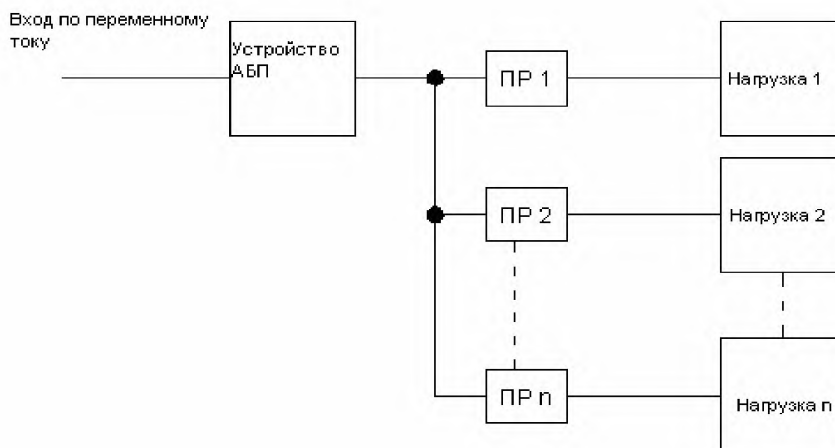 Вход по переменному
току
Устройство
АБП
ПР 1
Нагрузка 1
ПР 2
Нагрузка 2
ПР n
Нагрузка n